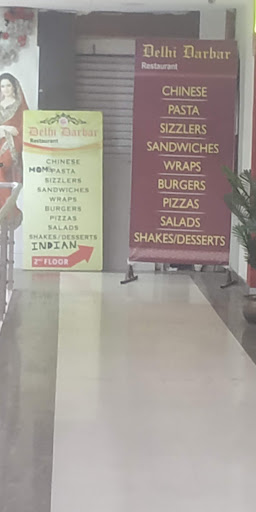 Delhi Darbar
Restaurant
CHINESE
MOMO PASTA
SIZZLERS
SANDWICHES
WRAPS
BURGERS
PIZZAS
SALADS
SHAKES/DESSERTS
INDIAN
2ND FLOOR
Delhi Darbar
Restaurant
CHINESE
PASTA
SIZZLERS
SANDWICHES
WRAPS
BURGERS
PIZZAS
SALADS
SHAKES/DESSERTS